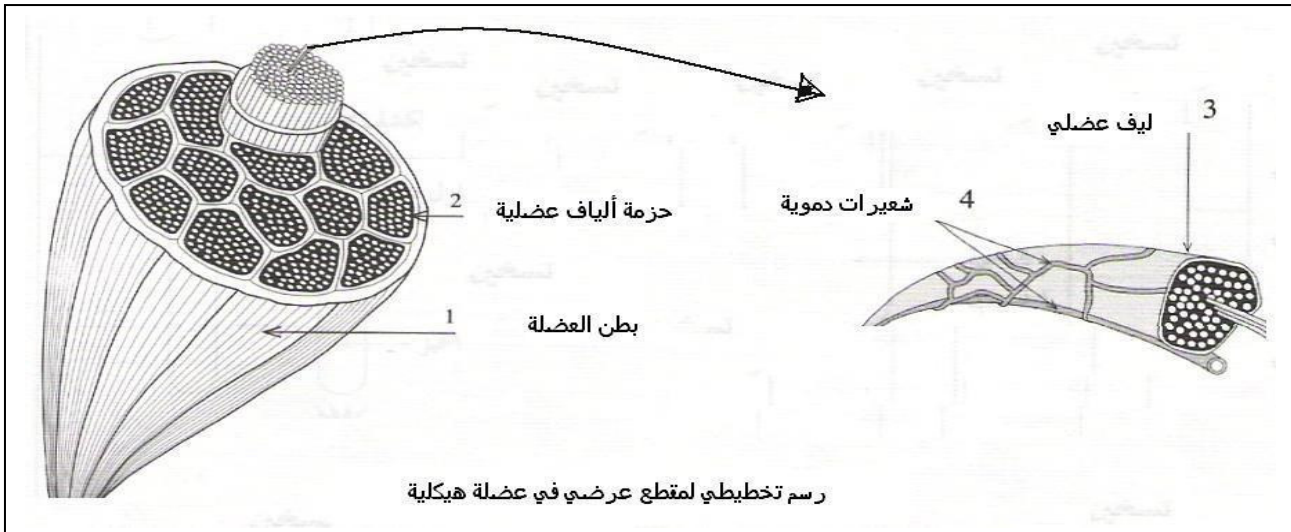 3 ليف عضلي
4 شعيرات دموية
2 حزمة ألياف عضلية
1 بطن العضلة
رسم تخطيطي لمقطع عرضي في عضلة هيكلية